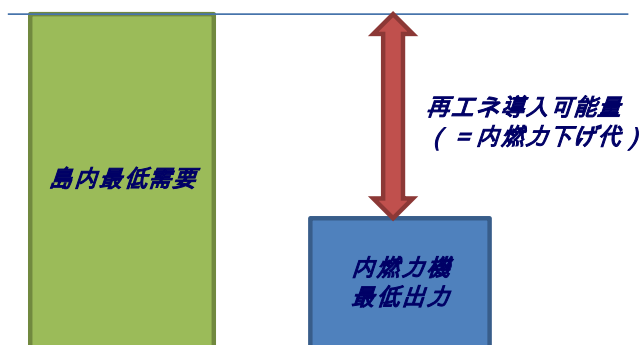 島内最低需要
再エネ導入可能量
(=内燃力下げ代)
内燃力機
最低出力